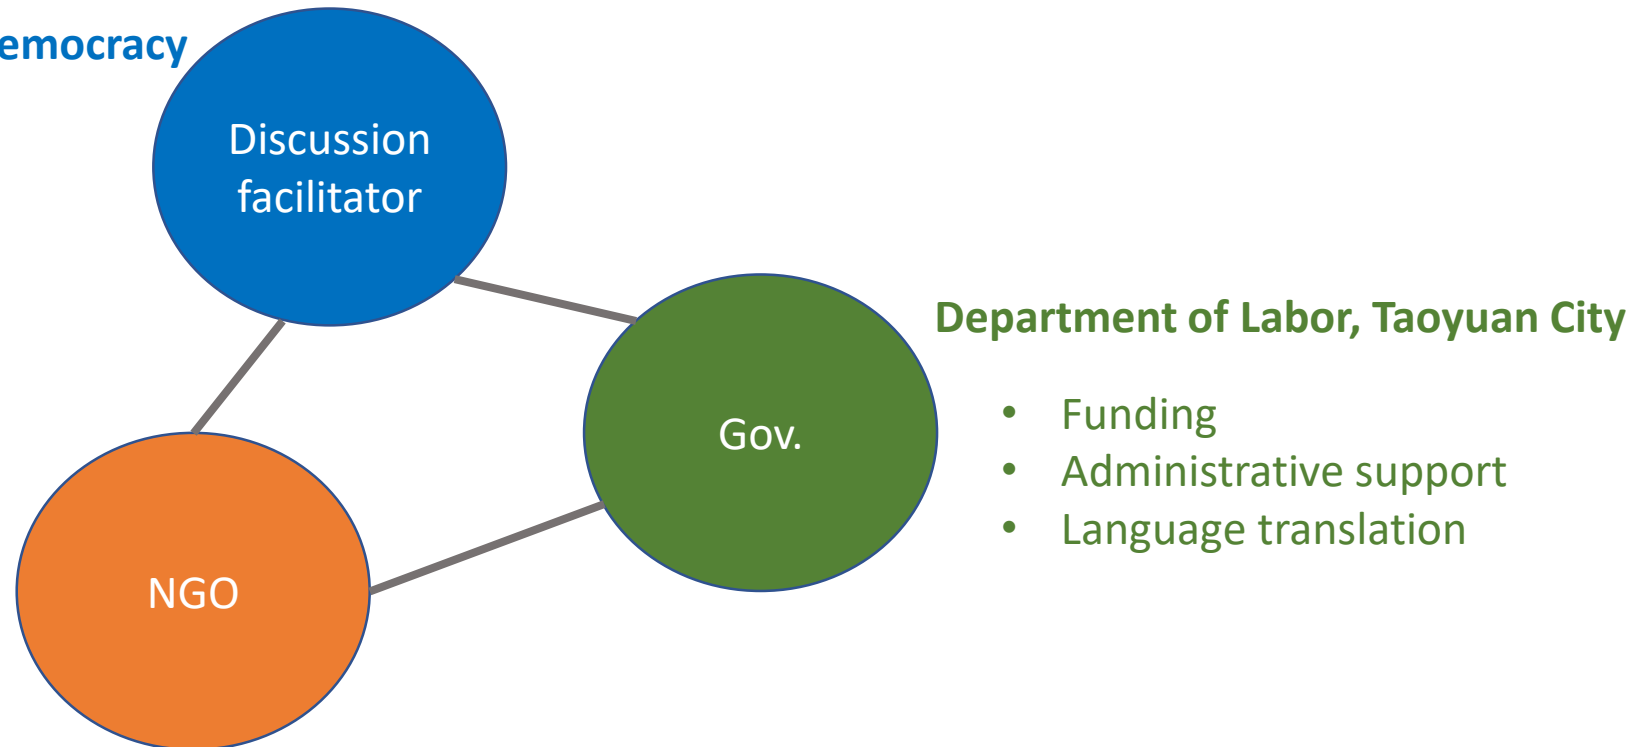 emocracy
Discussion
facilitator
Department of Labor, Taoyuan City
Gov.
• Funding
• Administrative support
• Language translation
NGO